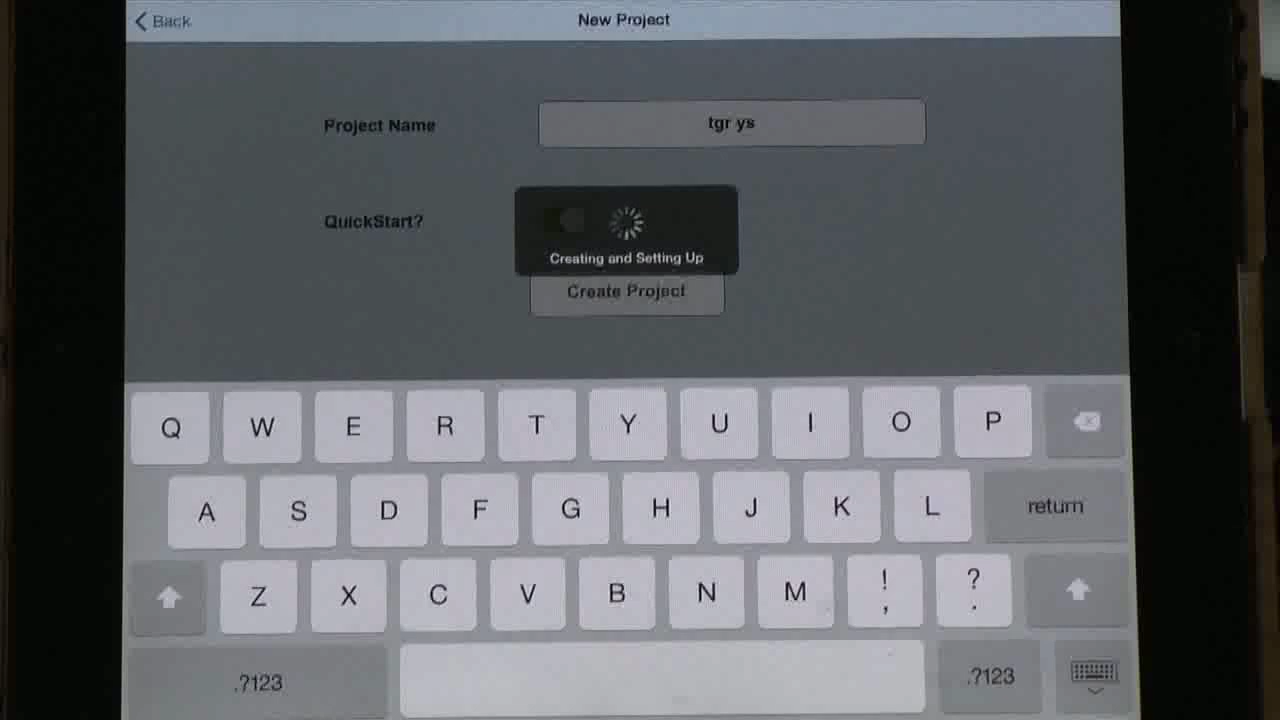 Back New Project
Project Name tgr ys
QuickStart?
Creating and Setting Up
Create Project
Q W E R T Y U I O P
A S D F G H J K L return
Z X C V B N M ! , ? .
.?123 .?123